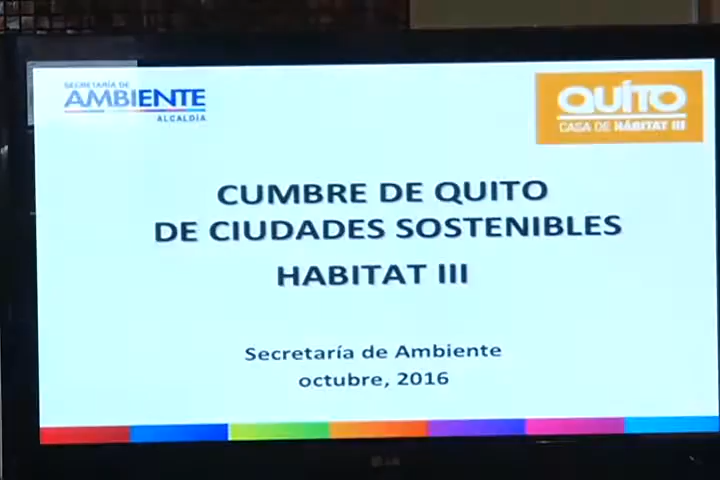 SECRETARÍA DE
AMBIENTE
ALCALDÍA
QUÍTO
CASA DE HÁBITAT III
CUMBRE DE QUITO
DE CIUDADES SOSTENIBLES
HABITAT III
Secretaría de Ambiente
octubre, 2016
LG